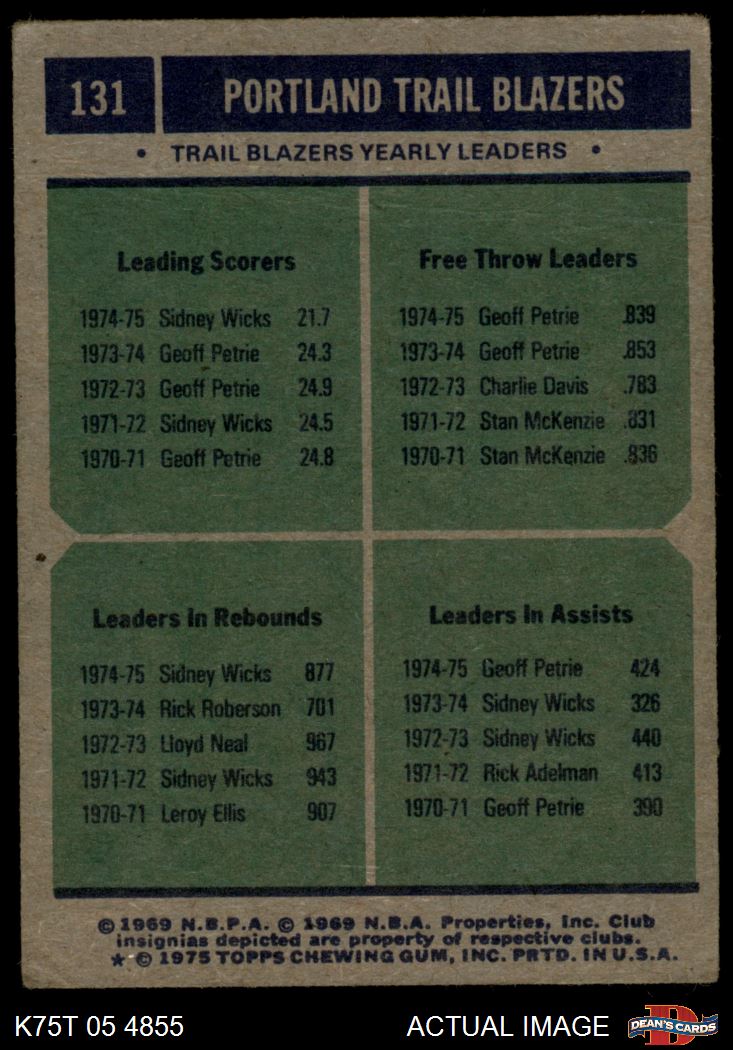 131 PORTLAND TRAIL BLAZERS
• TRAIL BLAZERS YEARLY LEADERS •
Leading Scorers
1974-75 Sidney Wicks 21.7
1973-74 Geoff Petrie 24.3
1972-73 Geoff Petrie 24.9
1971-72 Sidney Wicks 24.5
1970-71 Geoff Petrie 24.8
Free Throw Leaders
1974-75 Geoff Petrie .839
1973-74 Geoff Petrie .853
1972-73 Charlie Davis .783
1971-72 Stan McKenzie .831
1970-71 Stan McKenzie .836
Leaders in Rebounds
1974-75 Sidney Wicks 877
1973-74 Rick Roberson 701
1972-73 Lloyd Neal 967
1971-72 Sidney Wicks 943
1970-71 Leroy Ellis 907
Leaders in Assists
1974-75 Geoff Petrie 424
1973-74 Sidney Wicks 326
1972-73 Sidney Wicks 440
1971-72 Rick Adelman 413
1970-71 Geoff Petrie 390
© 1969 N.B.P.A. © 1969 N.B.A. Properties, Inc. Club
insignias depicted are property of respective clubs.
★ © 1975 TOPPS CHEWING GUM, INC. PRTD. IN U.S.A.
K75T 05 4855 ACTUAL IMAGE DEAN'S CARDS